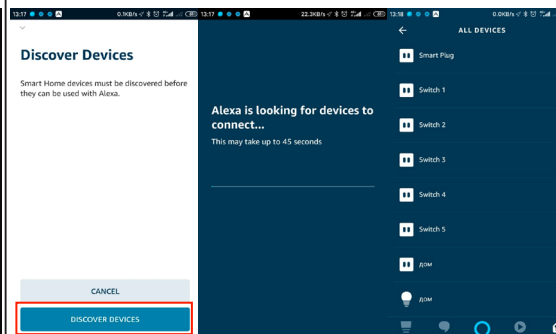 13:17
0.1KB/s
Discover Devices
Smart Home devices must be discovered before
they can be used with Alexa.
CANCEL
DISCOVER DEVICES
13:17
22.3KB/s
Alexa is looking for devices to
connect...
This may take up to 45 seconds
13:18
0.0KB/s
ALL DEVICES
Smart Plug
Switch 1
Switch 2
Switch 3
Switch 4
Switch 5
дом
дом